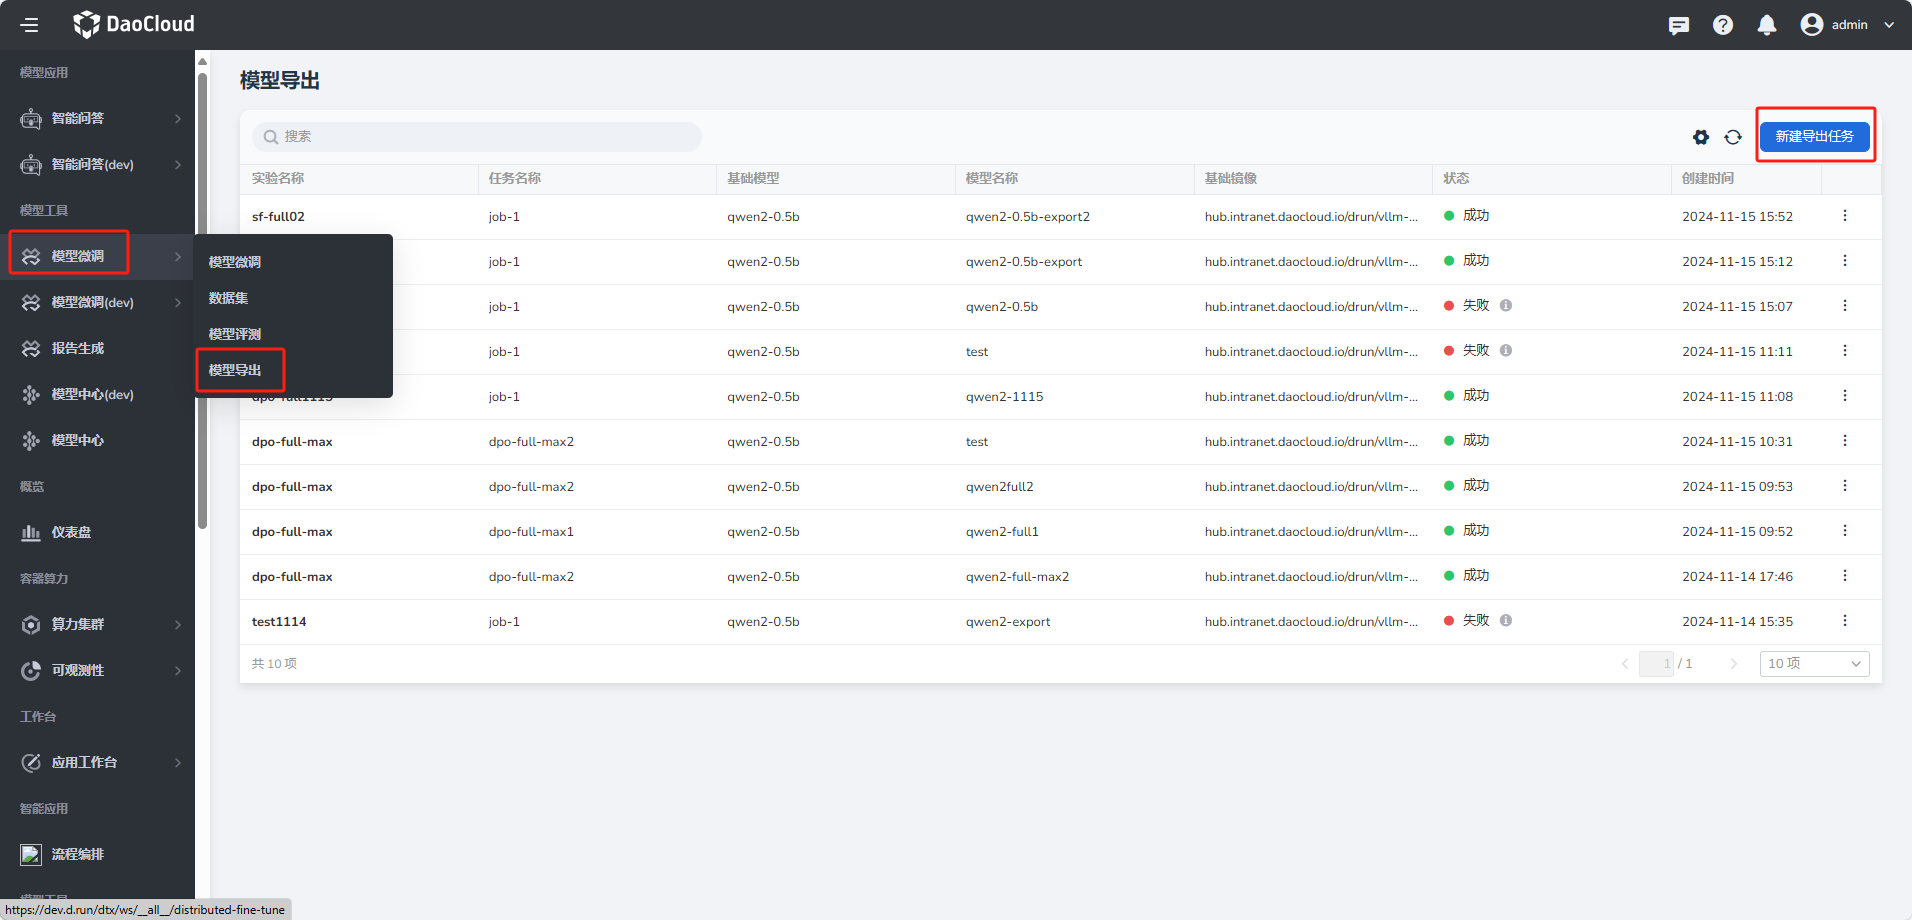 DaoCloud
admin
模型应用
智能问答
智能问答(dev)
模型工具
模型微调
模型微调(dev)
报告生成
模型中心(dev)
模型中心
概览
仪表盘
容器算力
算力集群
可观测性
工作台
应用工作台
智能应用
流程编排
模型工具
https://dev.d.run/dtx/ws/__all__/distributed-fine-tune
模型微调
数据集
模型评测
模型导出
模型导出
搜索
新建导出任务
实验名称 任务名称 基础模型 模型名称 基础镜像 状态 创建时间
sf-full02 job-1 qwen2-0.5b qwen2-0.5b-export2 hub.intranet.daocloud.io/drun/vllm-... 成功 2024-11-15 15:52
job-1 qwen2-0.5b qwen2-0.5b-export hub.intranet.daocloud.io/drun/vllm-... 成功 2024-11-15 15:12
job-1 qwen2-0.5b qwen2-0.5b hub.intranet.daocloud.io/drun/vllm-... 失败 2024-11-15 15:07
job-1 qwen2-0.5b test hub.intranet.daocloud.io/drun/vllm-... 失败 2024-11-15 11:11
dpo-full1115 job-1 qwen2-0.5b qwen2-1115 hub.intranet.daocloud.io/drun/vllm-... 成功 2024-11-15 11:08
dpo-full-max dpo-full-max2 qwen2-0.5b test hub.intranet.daocloud.io/drun/vllm-... 成功 2024-11-15 10:31
dpo-full-max dpo-full-max2 qwen2-0.5b qwen2full2 hub.intranet.daocloud.io/drun/vllm-... 成功 2024-11-15 09:53
dpo-full-max dpo-full-max1 qwen2-0.5b qwen2-full1 hub.intranet.daocloud.io/drun/vllm-... 成功 2024-11-15 09:52
dpo-full-max dpo-full-max2 qwen2-0.5b qwen2-full-max2 hub.intranet.daocloud.io/drun/vllm-... 成功 2024-11-14 17:46
test1114 job-1 qwen2-0.5b qwen2-export hub.intranet.daocloud.io/drun/vllm-... 失败 2024-11-14 15:35
共 10 项 1 / 1 10 项